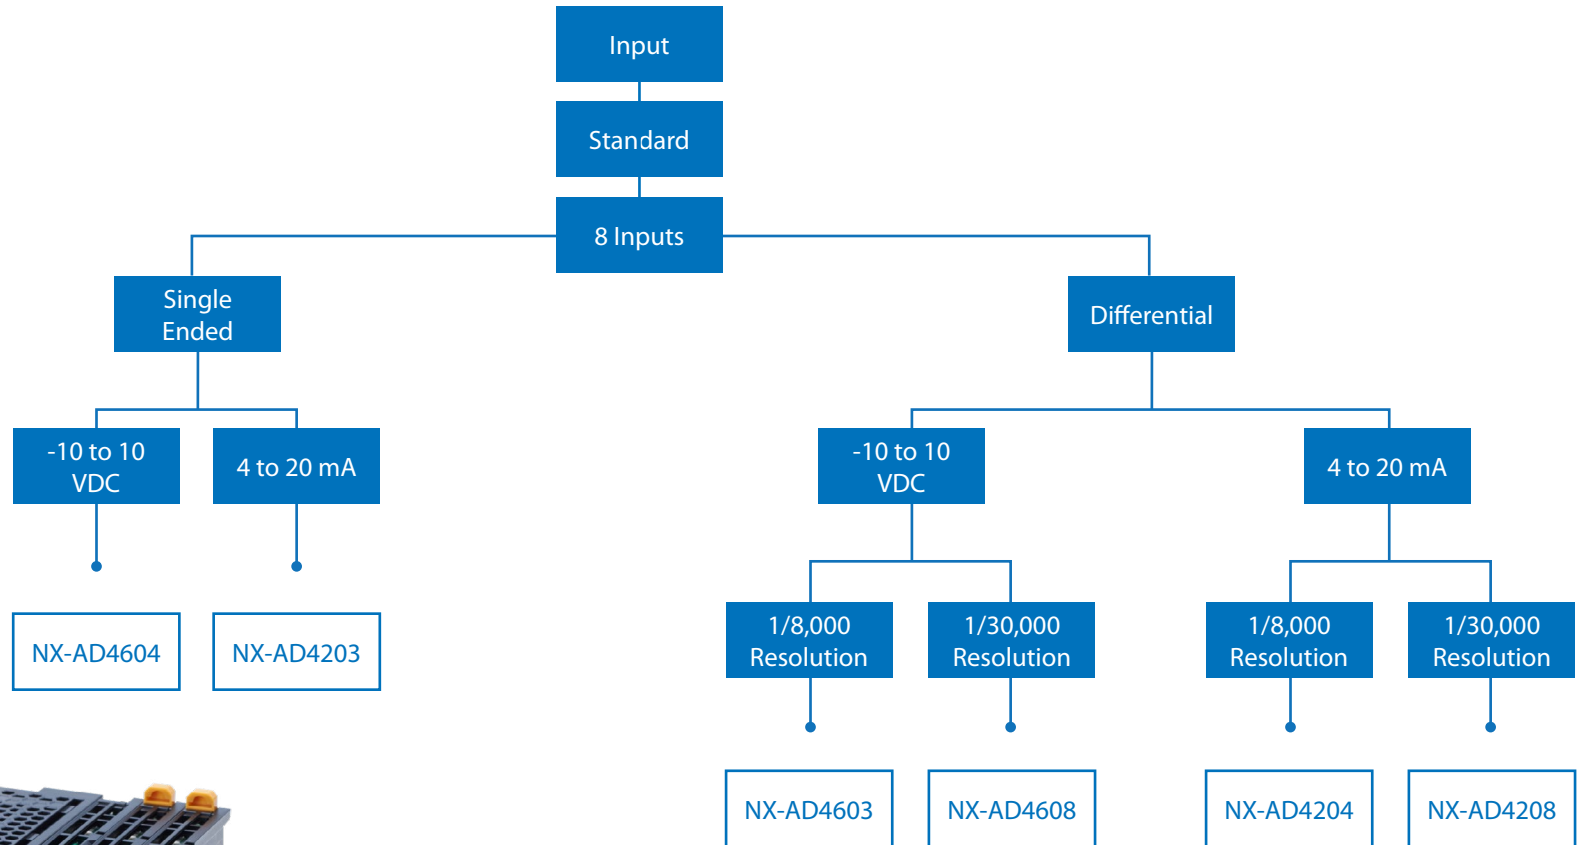 Input
Standard
8 Inputs
Single
Ended
Differential
-10 to 10
VDC
4 to 20 mA
-10 to 10
VDC
4 to 20 mA
NX-AD4604
NX-AD4203
1/8,000
Resolution
1/30,000
Resolution
1/8,000
Resolution
1/30,000
Resolution
NX-AD4603
NX-AD4608
NX-AD4204
NX-AD4208